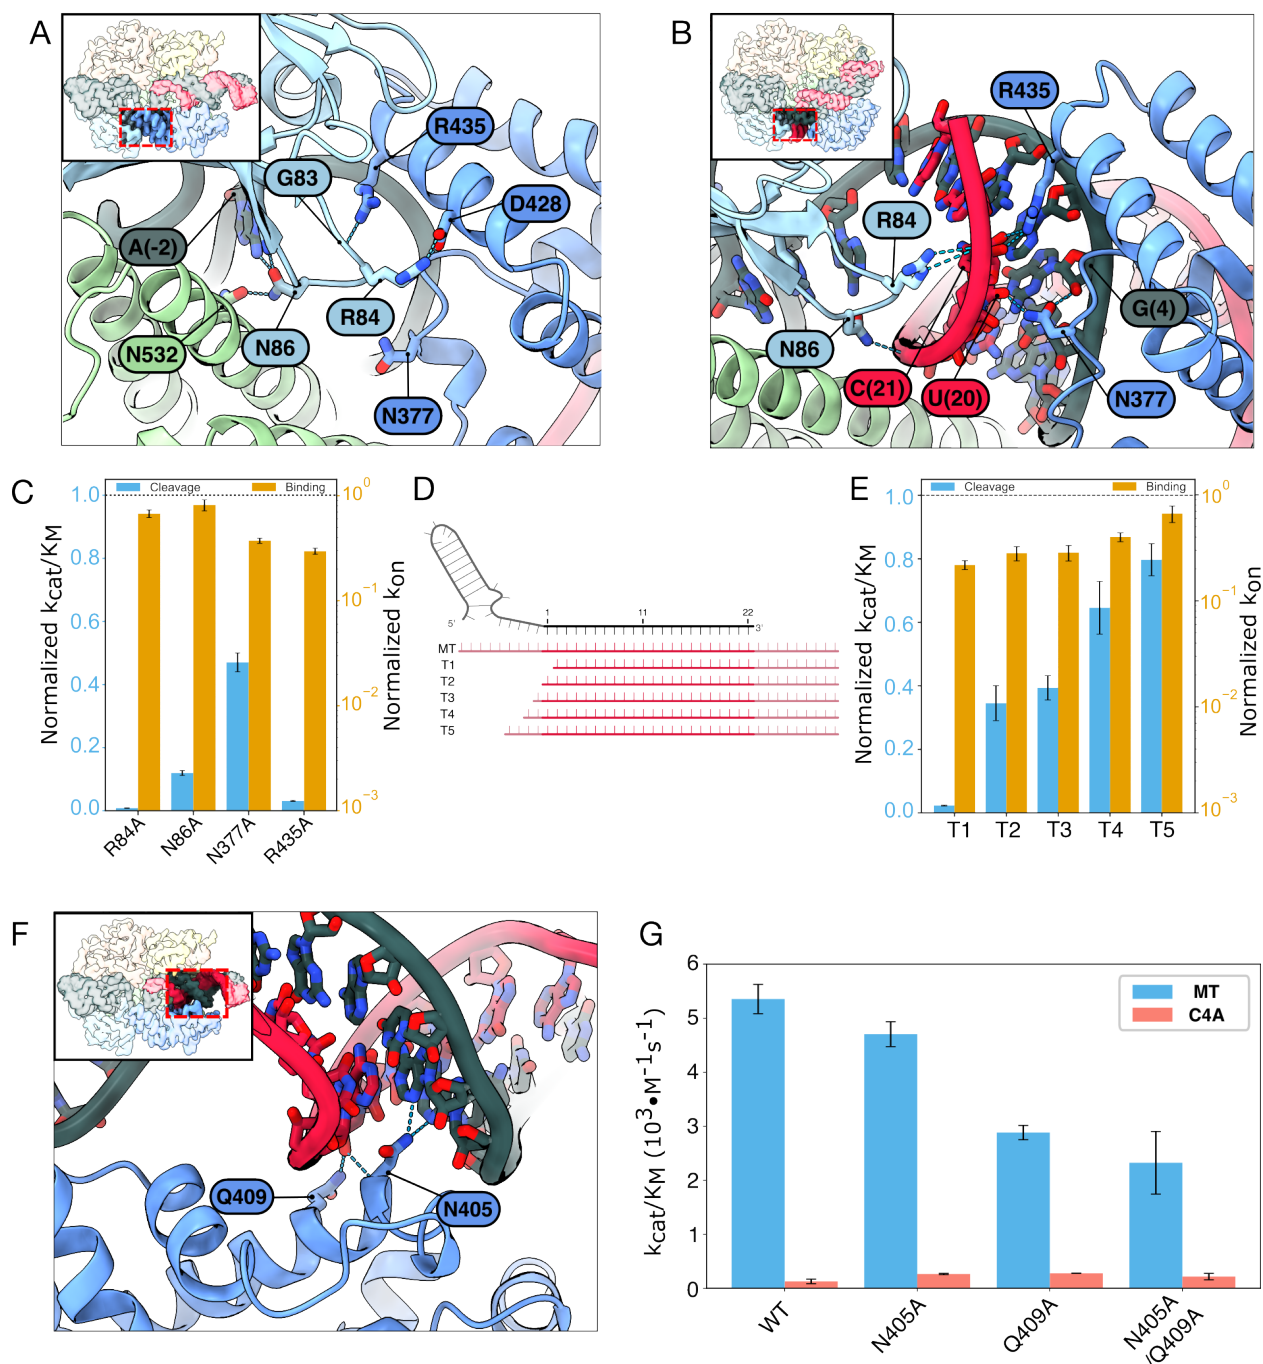 A
R435
G83
D428
A(-2)
R84
N532
N86
N377
B
R435
R84
G(4)
N86
C(21)
U(20)
N377
C
Cleavage
Binding
Normalized kcat/KM
1.0
0.8
0.6
0.4
0.2
0.0
10^0
10^-1
10^-2
10^-3
Normalized kon
R84A
N86A
N377A
R435A
D
1
11
22
5'
3'
MT
T1
T2
T3
T4
T5
E
Cleavage
Binding
Normalized kcat/KM
1.0
0.8
0.6
0.4
0.2
0.0
10^0
10^-1
10^-2
10^-3
Normalized kon
T1
T2
T3
T4
T5
F
Q409
N405
G
kcat/KM (10^3•M^-1s^-1)
6
5
4
3
2
1
0
MT
C4A
WT
N405A
Q409A
N405A
/Q409A